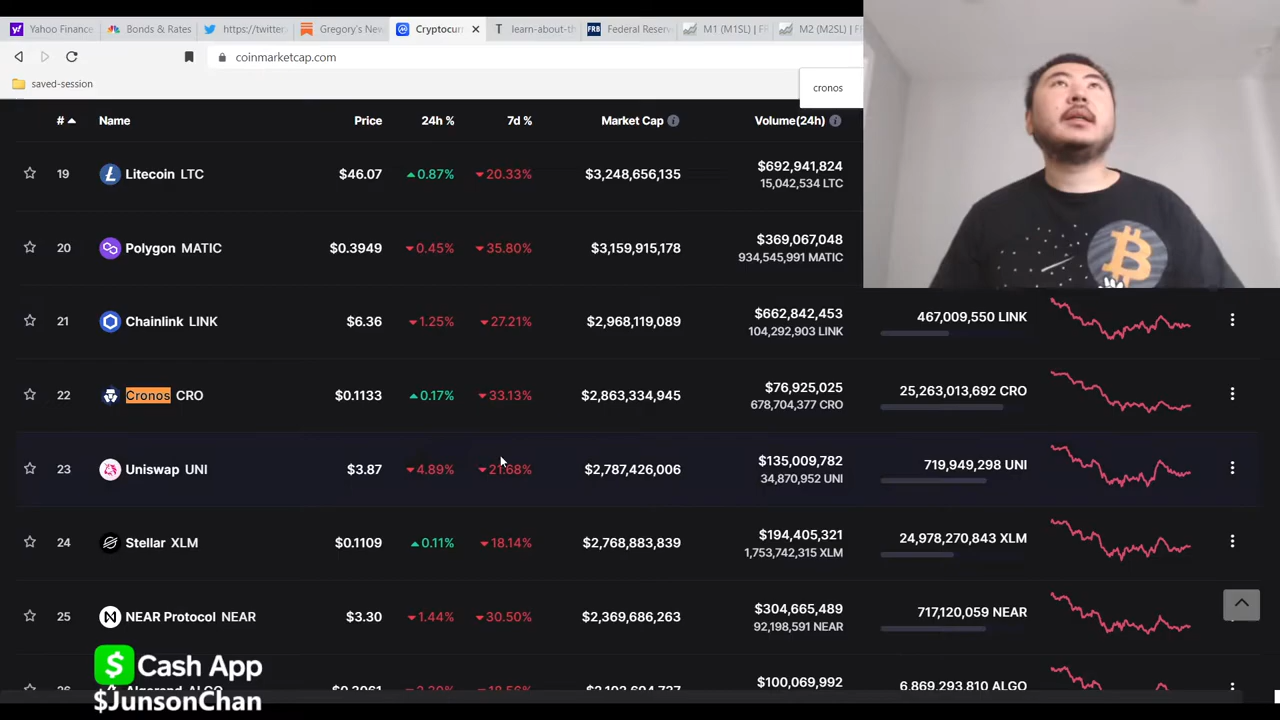 Yahoo Finance
Bonds & Rates
https://twitter
Gregory's New
Cryptocur
learn-about-th
Federal Reserv
M1 (M1SL) | FR
M2 (M2SL) | FR
coinmarketcap.com
saved-session
cronos
# Name Price 24h % 7d % Market Cap Volume(24h)
19 Litecoin LTC $46.07 0.87% 20.33% $3,248,656,135 $692,941,824
15,042,534 LTC
20 Polygon MATIC $0.3949 0.45% 35.80% $3,159,915,178 $369,067,048
934,545,991 MATIC
21 Chainlink LINK $6.36 1.25% 27.21% $2,968,119,089 $662,842,453 467,009,550 LINK
104,292,903 LINK
22 Cronos CRO $0.1133 0.17% 33.13% $2,863,334,945 $76,925,025 25,263,013,692 CRO
678,704,377 CRO
23 Uniswap UNI $3.87 4.89% 21.68% $2,787,426,006 $135,009,782 719,949,298 UNI
34,870,952 UNI
24 Stellar XLM $0.1109 0.11% 18.14% $2,768,883,839 $194,405,321 24,978,270,843 XLM
1,753,742,315 XLM
25 NEAR Protocol NEAR $3.30 1.44% 30.50% $2,369,686,263 $304,665,489 717,120,059 NEAR
92,198,591 NEAR
$100,069,992 6,869,293,810 ALGO
$ Cash App
$JunsonChan